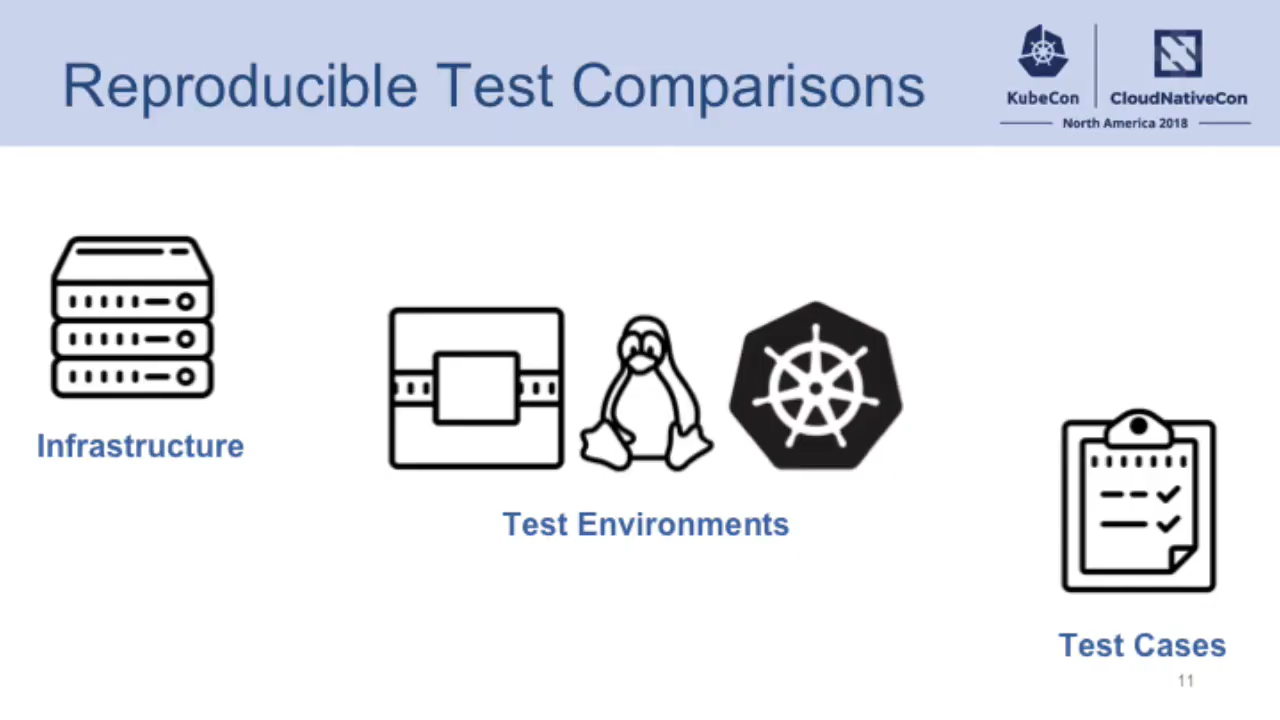 Reproducible Test Comparisons
KubeCon
CloudNativeCon
North America 2018
Infrastructure
Test Environments
Test Cases
11